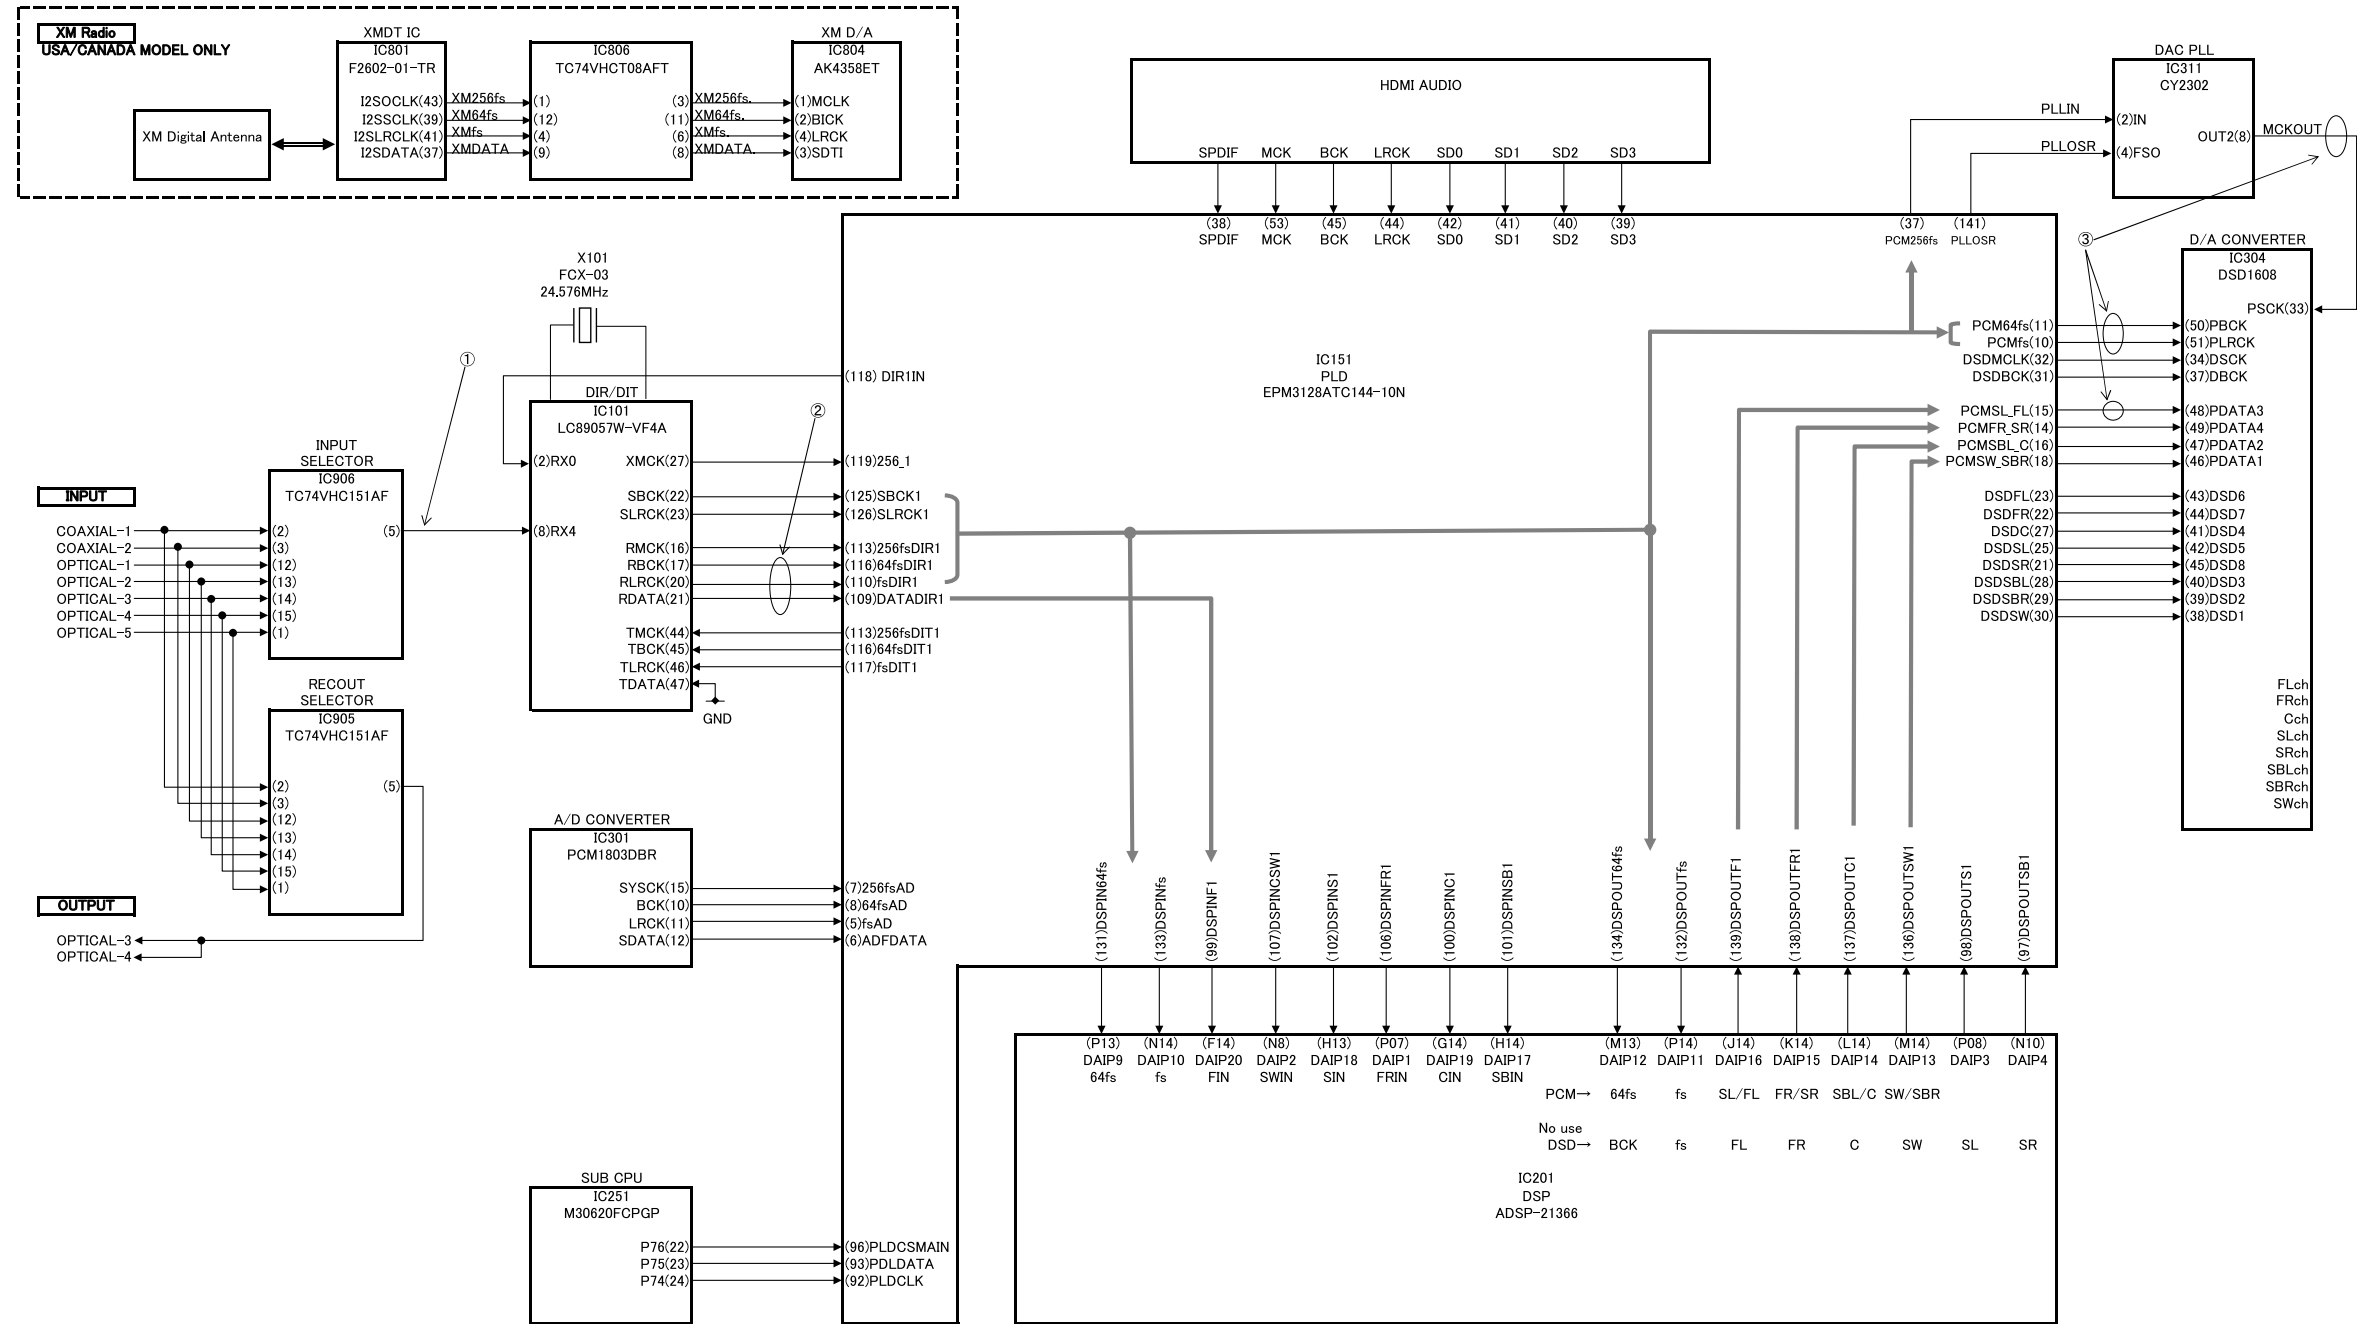 XM Radio
USA/CANADA MODEL ONLY
XM Digital Antenna
XMDT IC
IC801
F2602-01-TR
I2SOCLK(43)
I2SSCLK(39)
I2SLRCLK(41)
I2SDATA(37)
XM256fs
XM64fs
XMfs
XMDATA
IC806
TC74VHCT08AFT
(1)
(12)
(4)
(9)
(3)
(11)
(6)
(8)
XM256fs.
XM64fs.
XMfs.
XMDATA.
XM D/A
IC804
AK4358ET
(1)MCLK
(2)BICK
(4)LRCK
(3)SDTI
HDMI AUDIO
SPDIF MCK BCK LRCK SD0 SD1 SD2 SD3
(38) (53) (45) (44) (42) (41) (40) (39)
SPDIF MCK BCK LRCK SD0 SD1 SD2 SD3
(37) (141)
PCM256fs PLLOSR
PLLIN
PLLOSR
DAC PLL
IC311
CY2302
(2)IN
(4)FSO
OUT2(8)
MCKOUT
③
D/A CONVERTER
IC304
DSD1608
PSCK(33)
(50)PBCK
(51)PLRCK
(34)DSCK
(37)DBCK
(48)PDATA3
(49)PDATA4
(47)PDATA2
(46)PDATA1
(43)DSD6
(44)DSD7
(41)DSD4
(42)DSD5
(45)DSD8
(40)DSD3
(39)DSD2
(38)DSD1
FLch
FRch
Cch
SLch
SRch
SBLch
SBRch
SWch
PCM64fs(11)
PCMfs(10)
DSDMCLK(32)
DSDBCK(31)
PCMSL_FL(15)
PCMFR_SR(14)
PCMSBL_C(16)
PCMSW_SBR(18)
DSDFL(23)
DSDFR(22)
DSDC(27)
DSDSL(25)
DSDSR(21)
DSDSBL(28)
DSDSBR(29)
DSDSW(30)
IC151
PLD
EPM3128ATC144-10N
X101
FCX-03
24.576MHz
①
②
DIR/DIT
IC101
LC89057W-VF4A
(2)RX0
(8)RX4
XMCK(27)
SBCK(22)
SLRCK(23)
RMCK(16)
RBCK(17)
RLRCK(20)
RDATA(21)
TMCK(44)
TBCK(45)
TLRCK(46)
TDATA(47)
GND
(118) DIR1IN
(119)256_1
(125)SBCK1
(126)SLRCK1
(113)256fsDIR1
(116)64fsDIR1
(110)fsDIR1
(109)DATADIR1
(113)256fsDIT1
(116)64fsDIT1
(117)fsDIT1
INPUT
COAXIAL-1
COAXIAL-2
OPTICAL-1
OPTICAL-2
OPTICAL-3
OPTICAL-4
OPTICAL-5
INPUT
SELECTOR
IC906
TC74VHC151AF
(2)
(3)
(12)
(13)
(14)
(15)
(1)
(5)
RECOUT
SELECTOR
IC905
TC74VHC151AF
(2)
(3)
(12)
(13)
(14)
(15)
(1)
(5)
OUTPUT
OPTICAL-3
OPTICAL-4
A/D CONVERTER
IC301
PCM1803DBR
SYSCK(15)
BCK(10)
LRCK(11)
SDATA(12)
(7)256fsAD
(8)64fsAD
(5)fsAD
(6)ADFDATA
SUB CPU
IC251
M30620FCPGP
P76(22)
P75(23)
P74(24)
(96)PLDCSMAIN
(93)PDLDATA
(92)PLDCLK
(131)DSPIN64fs
(133)DSPINfs
(99)DSPINF1
(107)DSPINCSW1
(102)DSPINS1
(106)DSPINFR1
(100)DSPINC1
(101)DSPINSB1
(134)DSPOUT64fs
(132)DSPOUTfs
(139)DSPOUTF1
(138)DSPOUTFR1
(137)DSPOUTC1
(136)DSPOUTSW1
(98)DSPOUTS1
(97)DSPOUTSB1
(P13) (N14) (F14) (N8) (H13) (P07) (G14) (H14) (M13) (P14) (J14) (K14) (L14) (M14) (P08) (N10)
DAIP9 DAIP10 DAIP20 DAIP2 DAIP18 DAIP1 DAIP19 DAIP17 DAIP12 DAIP11 DAIP16 DAIP15 DAIP14 DAIP13 DAIP3 DAIP4
64fs fs FIN SWIN SIN FRIN CIN SBIN
PCM→ 64fs fs SL/FL FR/SR SBL/C SW/SBR
No use
DSD→ BCK fs FL FR C SW SL SR
IC201
DSP
ADSP-21366